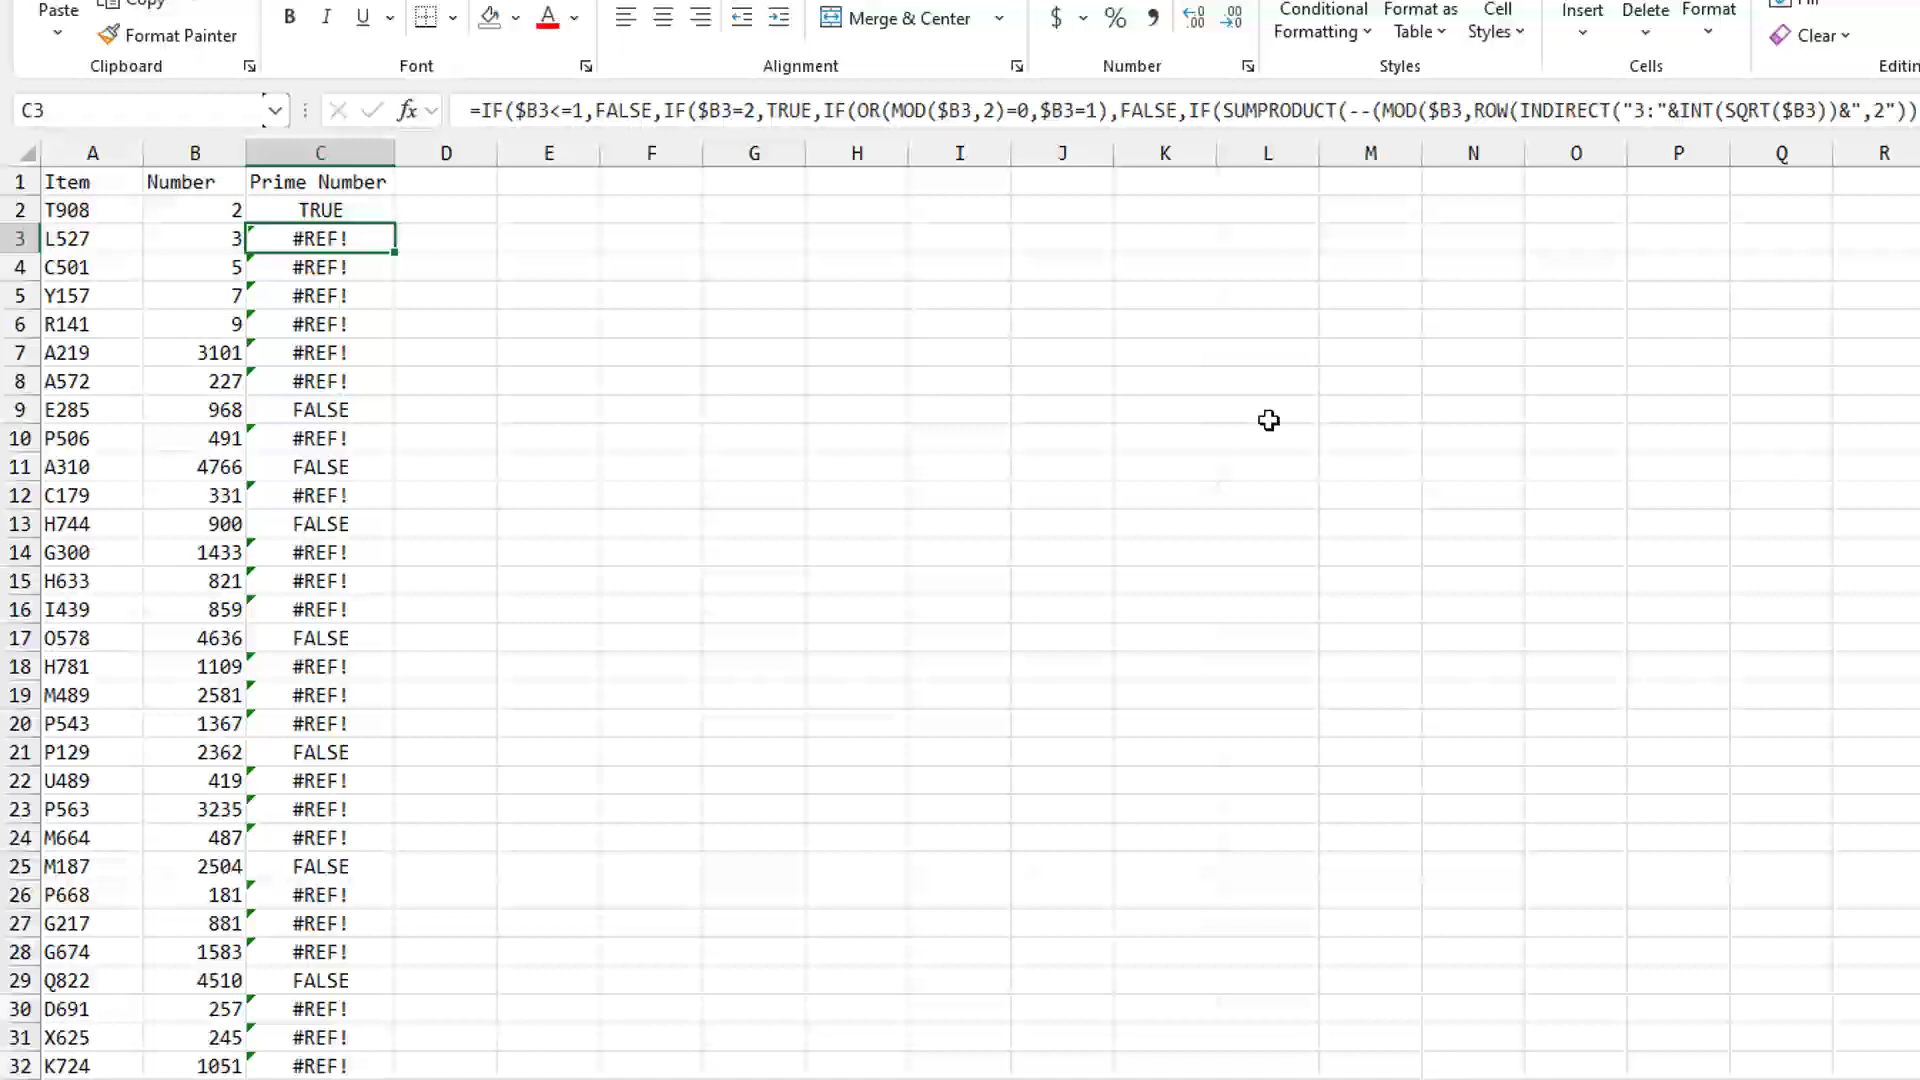 Paste
Copy
Format Painter
Clipboard
B I U A
Font
Merge & Center
Alignment
$ % ,
Number
Conditional Formatting
Format as Table
Cell Styles
Styles
Insert Delete Format
Cells
Clear
C3 fx =IF($B3<=1,FALSE,IF($B3=2,TRUE,IF(OR(MOD($B3,2)=0,$B3=1),FALSE,IF(SUMPRODUCT(--(MOD($B3,ROW(INDIRECT("3:"&INT(SQRT($B3))&",2"))
A B C D E F G H I J K L M N O P Q R
1 Item Number Prime Number
2 T908 2 TRUE
3 L527 3 #REF!
4 C501 5 #REF!
5 Y157 7 #REF!
6 R141 9 #REF!
7 A219 3101 #REF!
8 A572 227 #REF!
9 E285 968 FALSE
10 P506 491 #REF!
11 A310 4766 FALSE
12 C179 331 #REF!
13 H744 900 FALSE
14 G300 1433 #REF!
15 H633 821 #REF!
16 I439 859 #REF!
17 O578 4636 FALSE
18 H781 1109 #REF!
19 M489 2581 #REF!
20 P543 1367 #REF!
21 P129 2362 FALSE
22 U489 419 #REF!
23 P563 3235 #REF!
24 M664 487 #REF!
25 M187 2504 FALSE
26 P668 181 #REF!
27 G217 881 #REF!
28 G674 1583 #REF!
29 Q822 4510 FALSE
30 D691 257 #REF!
31 X625 245 #REF!
32 K724 1051 #REF!